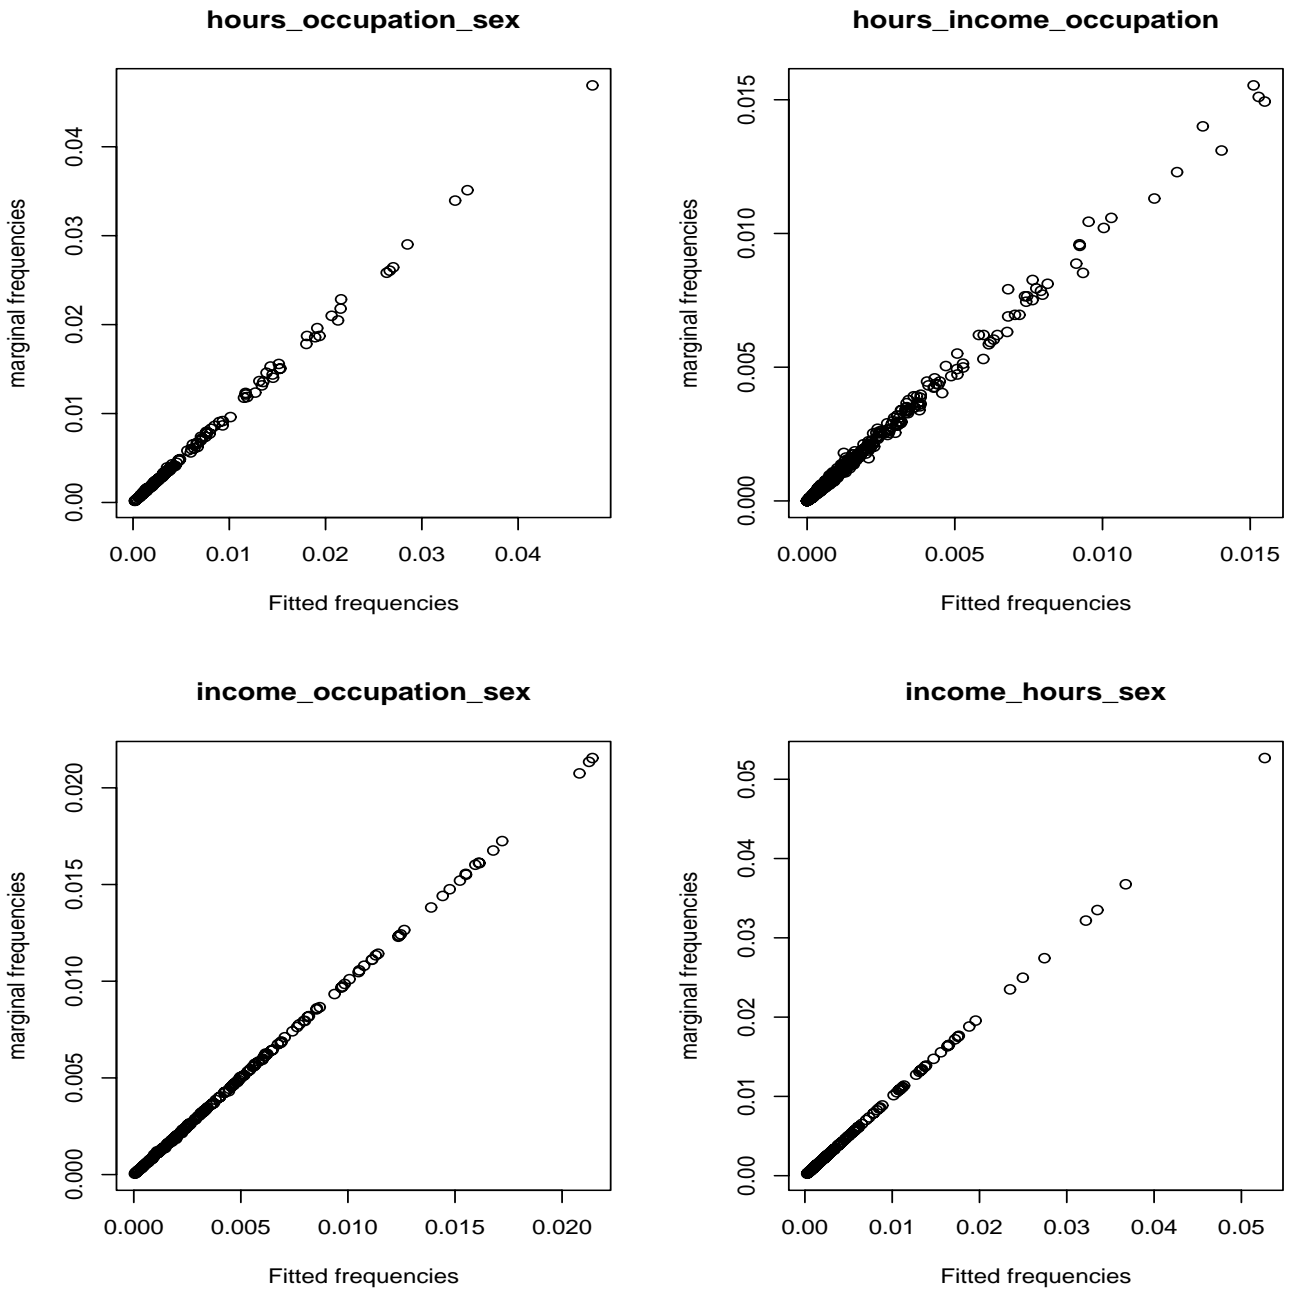 hours_occupation_sex
marginal frequencies
0.04
0.03
0.02
0.01
0.00
0.00 0.01 0.02 0.03 0.04
Fitted frequencies
hours_income_occupation
marginal frequencies
0.015
0.010
0.005
0.000
0.000 0.005 0.010 0.015
Fitted frequencies
income_occupation_sex
marginal frequencies
0.020
0.015
0.010
0.005
0.000
0.000 0.005 0.010 0.015 0.020
Fitted frequencies
income_hours_sex
marginal frequencies
0.05
0.04
0.03
0.02
0.01
0.00
0.00 0.01 0.02 0.03 0.04 0.05
Fitted frequencies